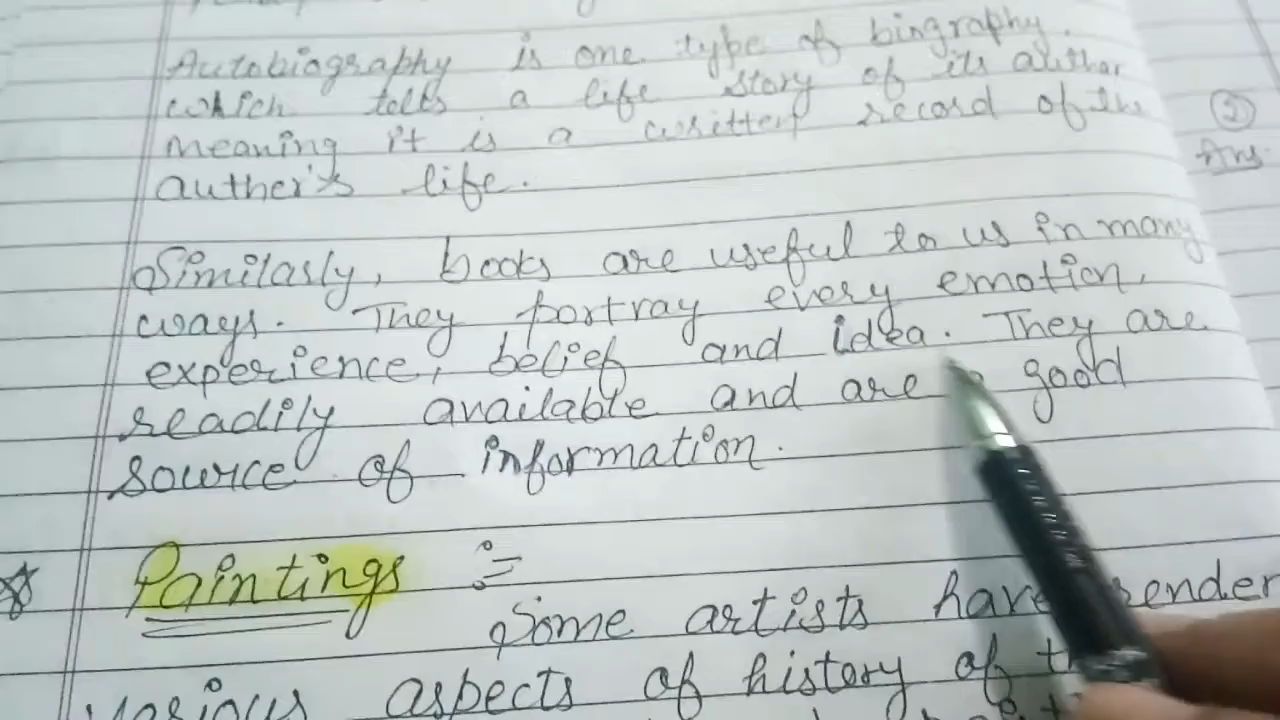 Autobiography is one type of biography.
which tells a life story of its author
meaning it is a written record of the
auther's life.
Similarly, books are useful to us in many
ways. They portray every emotion,
experience, belief and idea. They are
readily available and are good
source of information.
Paintings :=
Some artists have render
various aspects of history of
②
Ans.